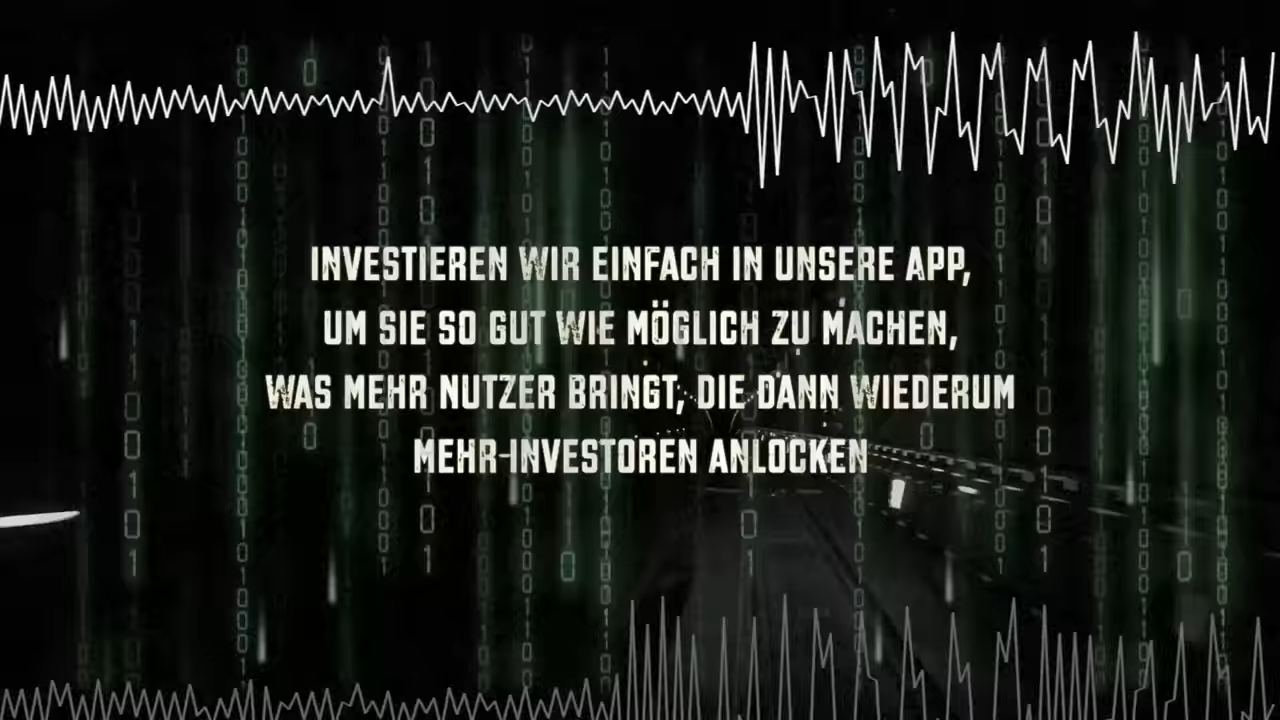 INVESTIEREN WIR EINFACH IN UNSERE APP,
UM SIE SO GUT WIE MÖGLICH ZU MACHEN,
WAS MEHR NUTZER BRINGT, DIE DANN WIEDERUM
MEHR INVESTOREN ANLOCKEN